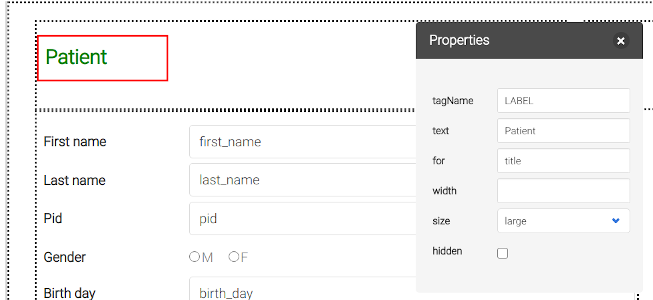 Patient
First name
first_name
Last name
last_name
Pid
pid
Gender
M F
Birth day
birth_day
Properties
tagName
LABEL
text
Patient
for
title
width
size
large
hidden